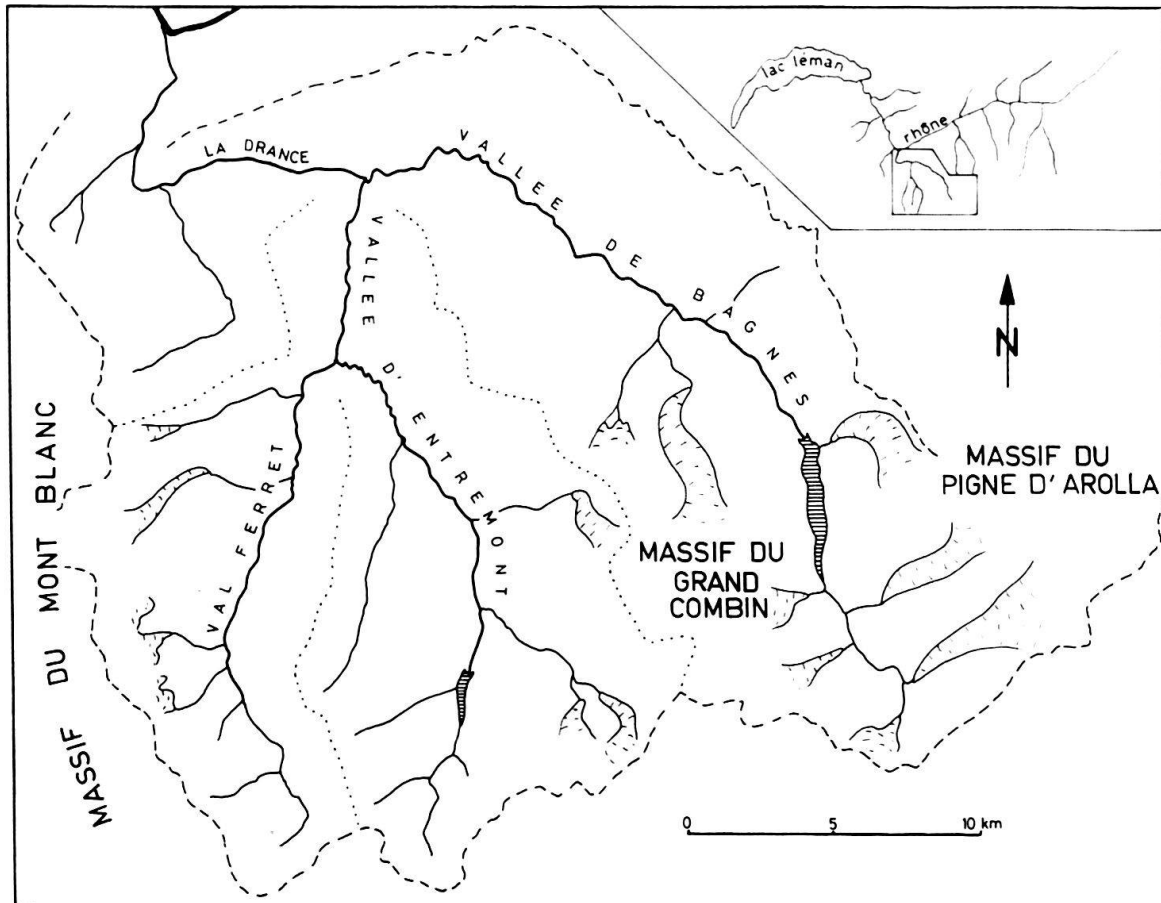 lac léman
rhône
LA DRANCE
VALLEE DE BAGNES
VALLEE D'ENTREMONT
VAL FERRET
N
MASSIF DU MONT BLANC
MASSIF DU
PIGNE D'AROLLA
MASSIF DU
GRAND
COMBIN
0 5 10 km